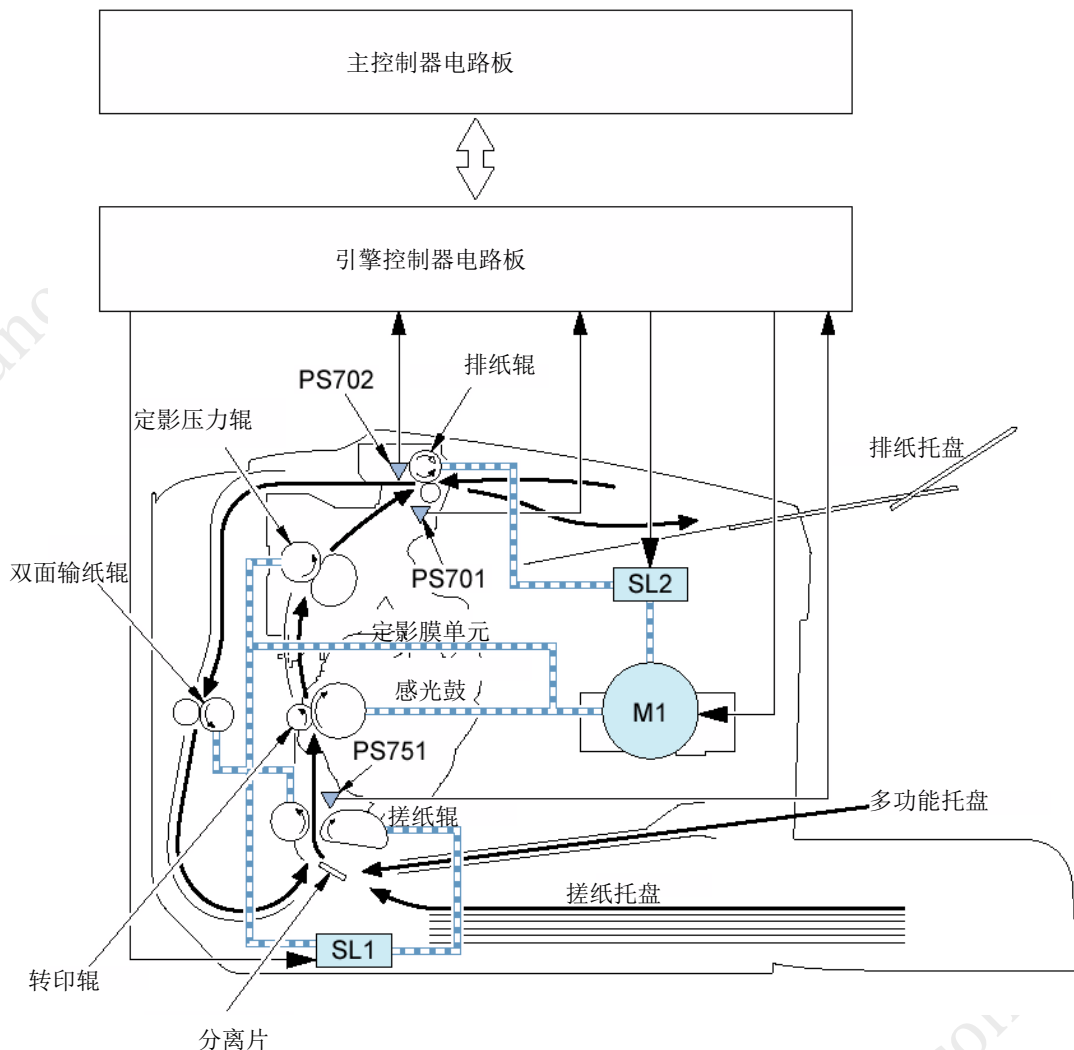 主控制器电路板
引擎控制器电路板
PS702
排纸辊
定影压力辊
排纸托盘
双面输纸辊
PS701
SL2
定影膜单元
感光鼓
M1
PS751
多功能托盘
搓纸辊
搓纸托盘
SL1
转印辊
分离片